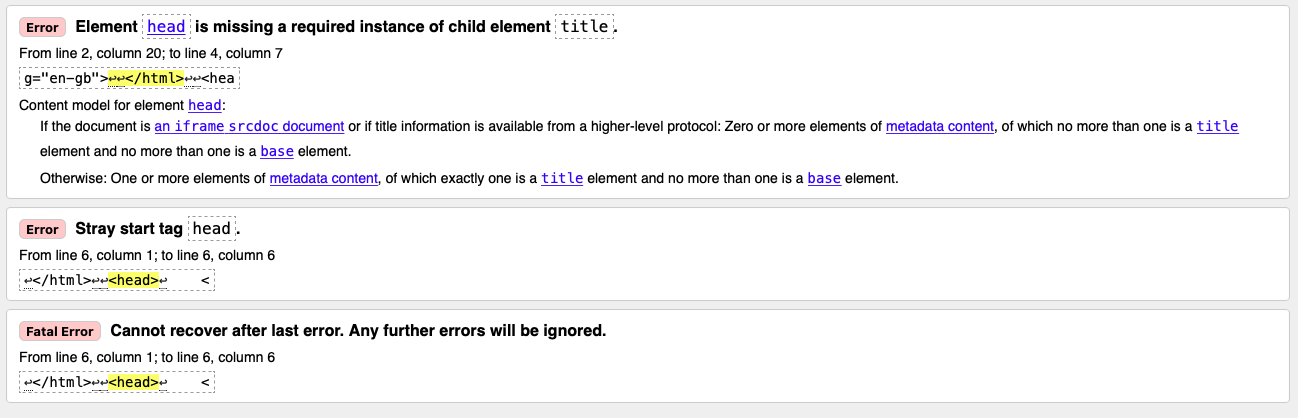 Error Element head is missing a required instance of child element title.
From line 2, column 20; to line 4, column 7
g="en-gb">↩↩</html>↩↩<hea
Content model for element head:
If the document is an iframe srcdoc document or if title information is available from a higher-level protocol: Zero or more elements of metadata content, of which no more than one is a title
element and no more than one is a base element.
Otherwise: One or more elements of metadata content, of which exactly one is a title element and no more than one is a base element.
Error Stray start tag head.
From line 6, column 1; to line 6, column 6
↩</html>↩↩<head>↩    <
Fatal Error Cannot recover after last error. Any further errors will be ignored.
From line 6, column 1; to line 6, column 6
↩</html>↩↩<head>↩    <